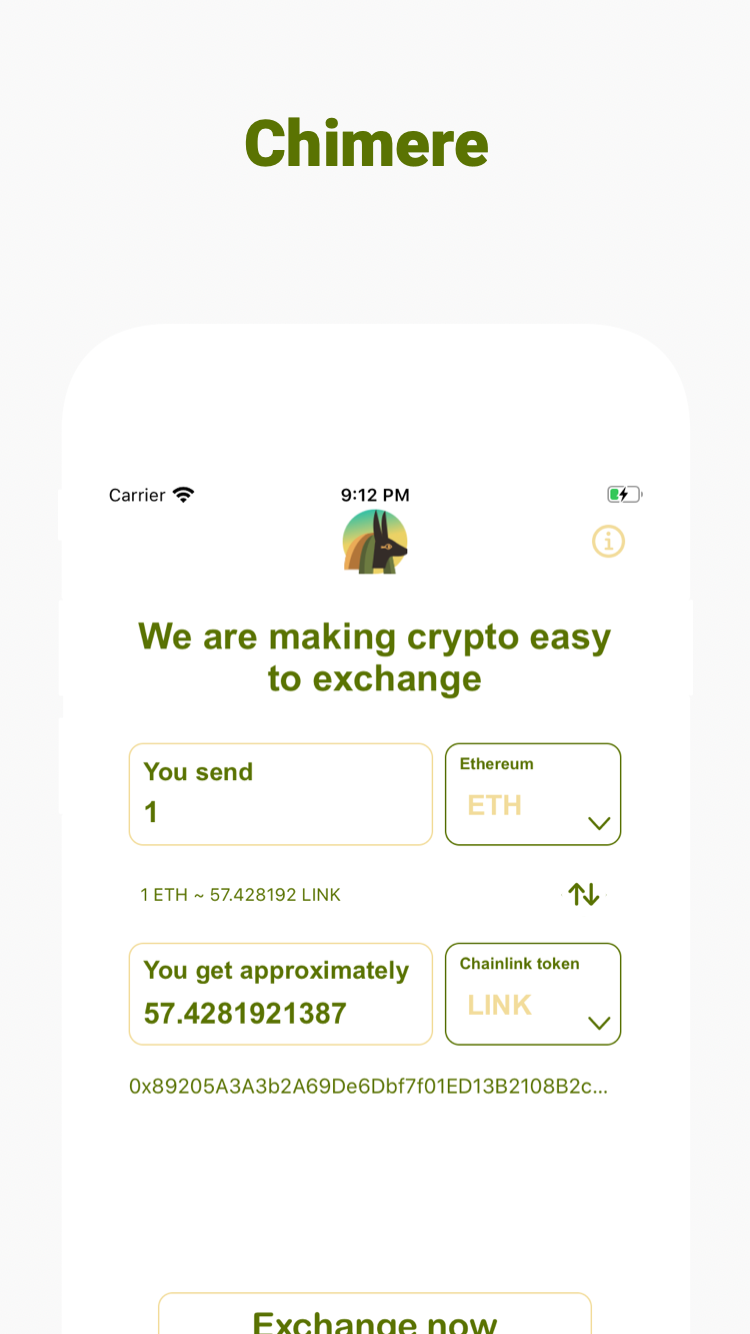 Chimere
Carrier
9:12 PM
We are making crypto easy
to exchange
You send
1
Ethereum
ETH
1 ETH ~ 57.428192 LINK
You get approximately
57.4281921387
Chainlink token
LINK
0x89205A3A3b2A69De6Dbf7f01ED13B2108B2c...
Exchange now